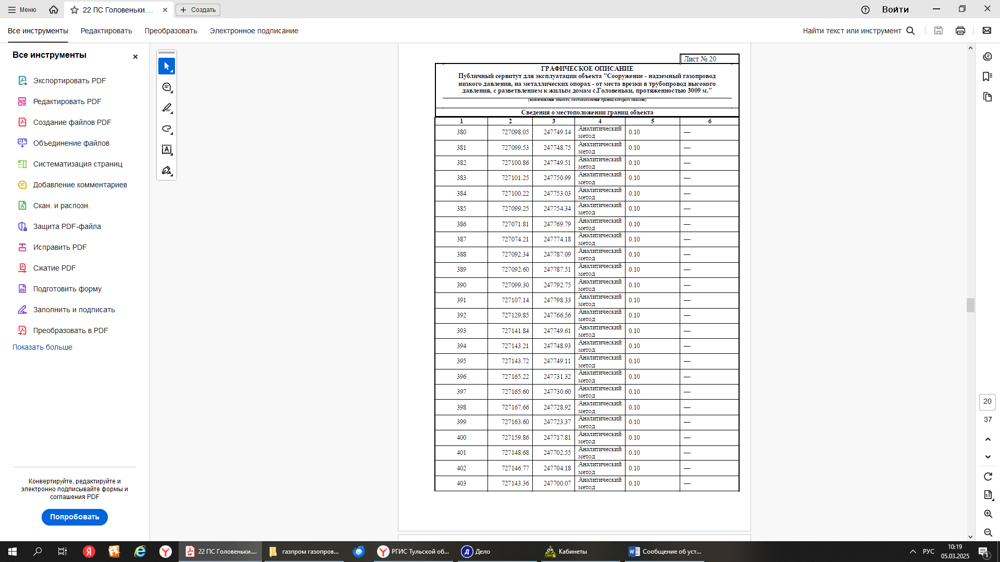 Меню
22 ПС Головеньки....
Создать
Войти
Все инструменты
Редактировать
Преобразовать
Электронное подписание
Найти текст или инструмент
Все инструменты
Экспортировать PDF
Редактировать PDF
Создание файлов PDF
Объединение файлов
Систематизация страниц
Добавление комментариев
Скан. и распозн.
Защита PDF-файла
Исправить PDF
Сжатие PDF
Подготовить форму
Заполнить и подписать
Преобразовать в PDF
Показать больше
Конвертируйте, редактируйте и
электронно подписывайте формы и
соглашения PDF
Попробовать
Лист № 20
ГРАФИЧЕСКОЕ ОПИСАНИЕ
Публичный сервитут для эксплуатации объекта "Сооружение - надземный газопровод
низкого давления, на металлических опорах - от места врезки в трубопровод высокого
давления, с разветвлением к жилым домам с.Головеньки, протяженностью 3009 м."
(наименование объекта, местоположение границ которого описано)
Сведения о местоположении границ объекта
1 2 3 4 5 6
380 727098.05 247749.14 Аналитический метод 0.10 —
381 727099.53 247748.75 Аналитический метод 0.10 —
382 727100.86 247749.51 Аналитический метод 0.10 —
383 727101.25 247750.99 Аналитический метод 0.10 —
384 727100.22 247753.03 Аналитический метод 0.10 —
385 727099.25 247754.34 Аналитический метод 0.10 —
386 727071.81 247769.79 Аналитический метод 0.10 —
387 727074.21 247774.18 Аналитический метод 0.10 —
388 727092.34 247787.09 Аналитический метод 0.10 —
389 727092.60 247787.51 Аналитический метод 0.10 —
390 727099.30 247792.75 Аналитический метод 0.10 —
391 727107.14 247798.33 Аналитический метод 0.10 —
392 727129.85 247766.56 Аналитический метод 0.10 —
393 727141.84 247749.61 Аналитический метод 0.10 —
394 727143.21 247748.93 Аналитический метод 0.10 —
395 727143.72 247749.11 Аналитический метод 0.10 —
396 727165.22 247731.32 Аналитический метод 0.10 —
397 727165.60 247730.60 Аналитический метод 0.10 —
398 727167.66 247728.92 Аналитический метод 0.10 —
399 727163.60 247723.37 Аналитический метод 0.10 —
400 727159.86 247717.81 Аналитический метод 0.10 —
401 727148.68 247702.55 Аналитический метод 0.10 —
402 727146.77 247704.18 Аналитический метод 0.10 —
403 727143.36 247700.07 Аналитический метод 0.10 —
20
37
22 ПС Головеньки....
газпром газопров...
РГИС Тульской об...
Дело
Кабинеты
Сообщение об уст...
РУС
10:19
05.03.2025
1